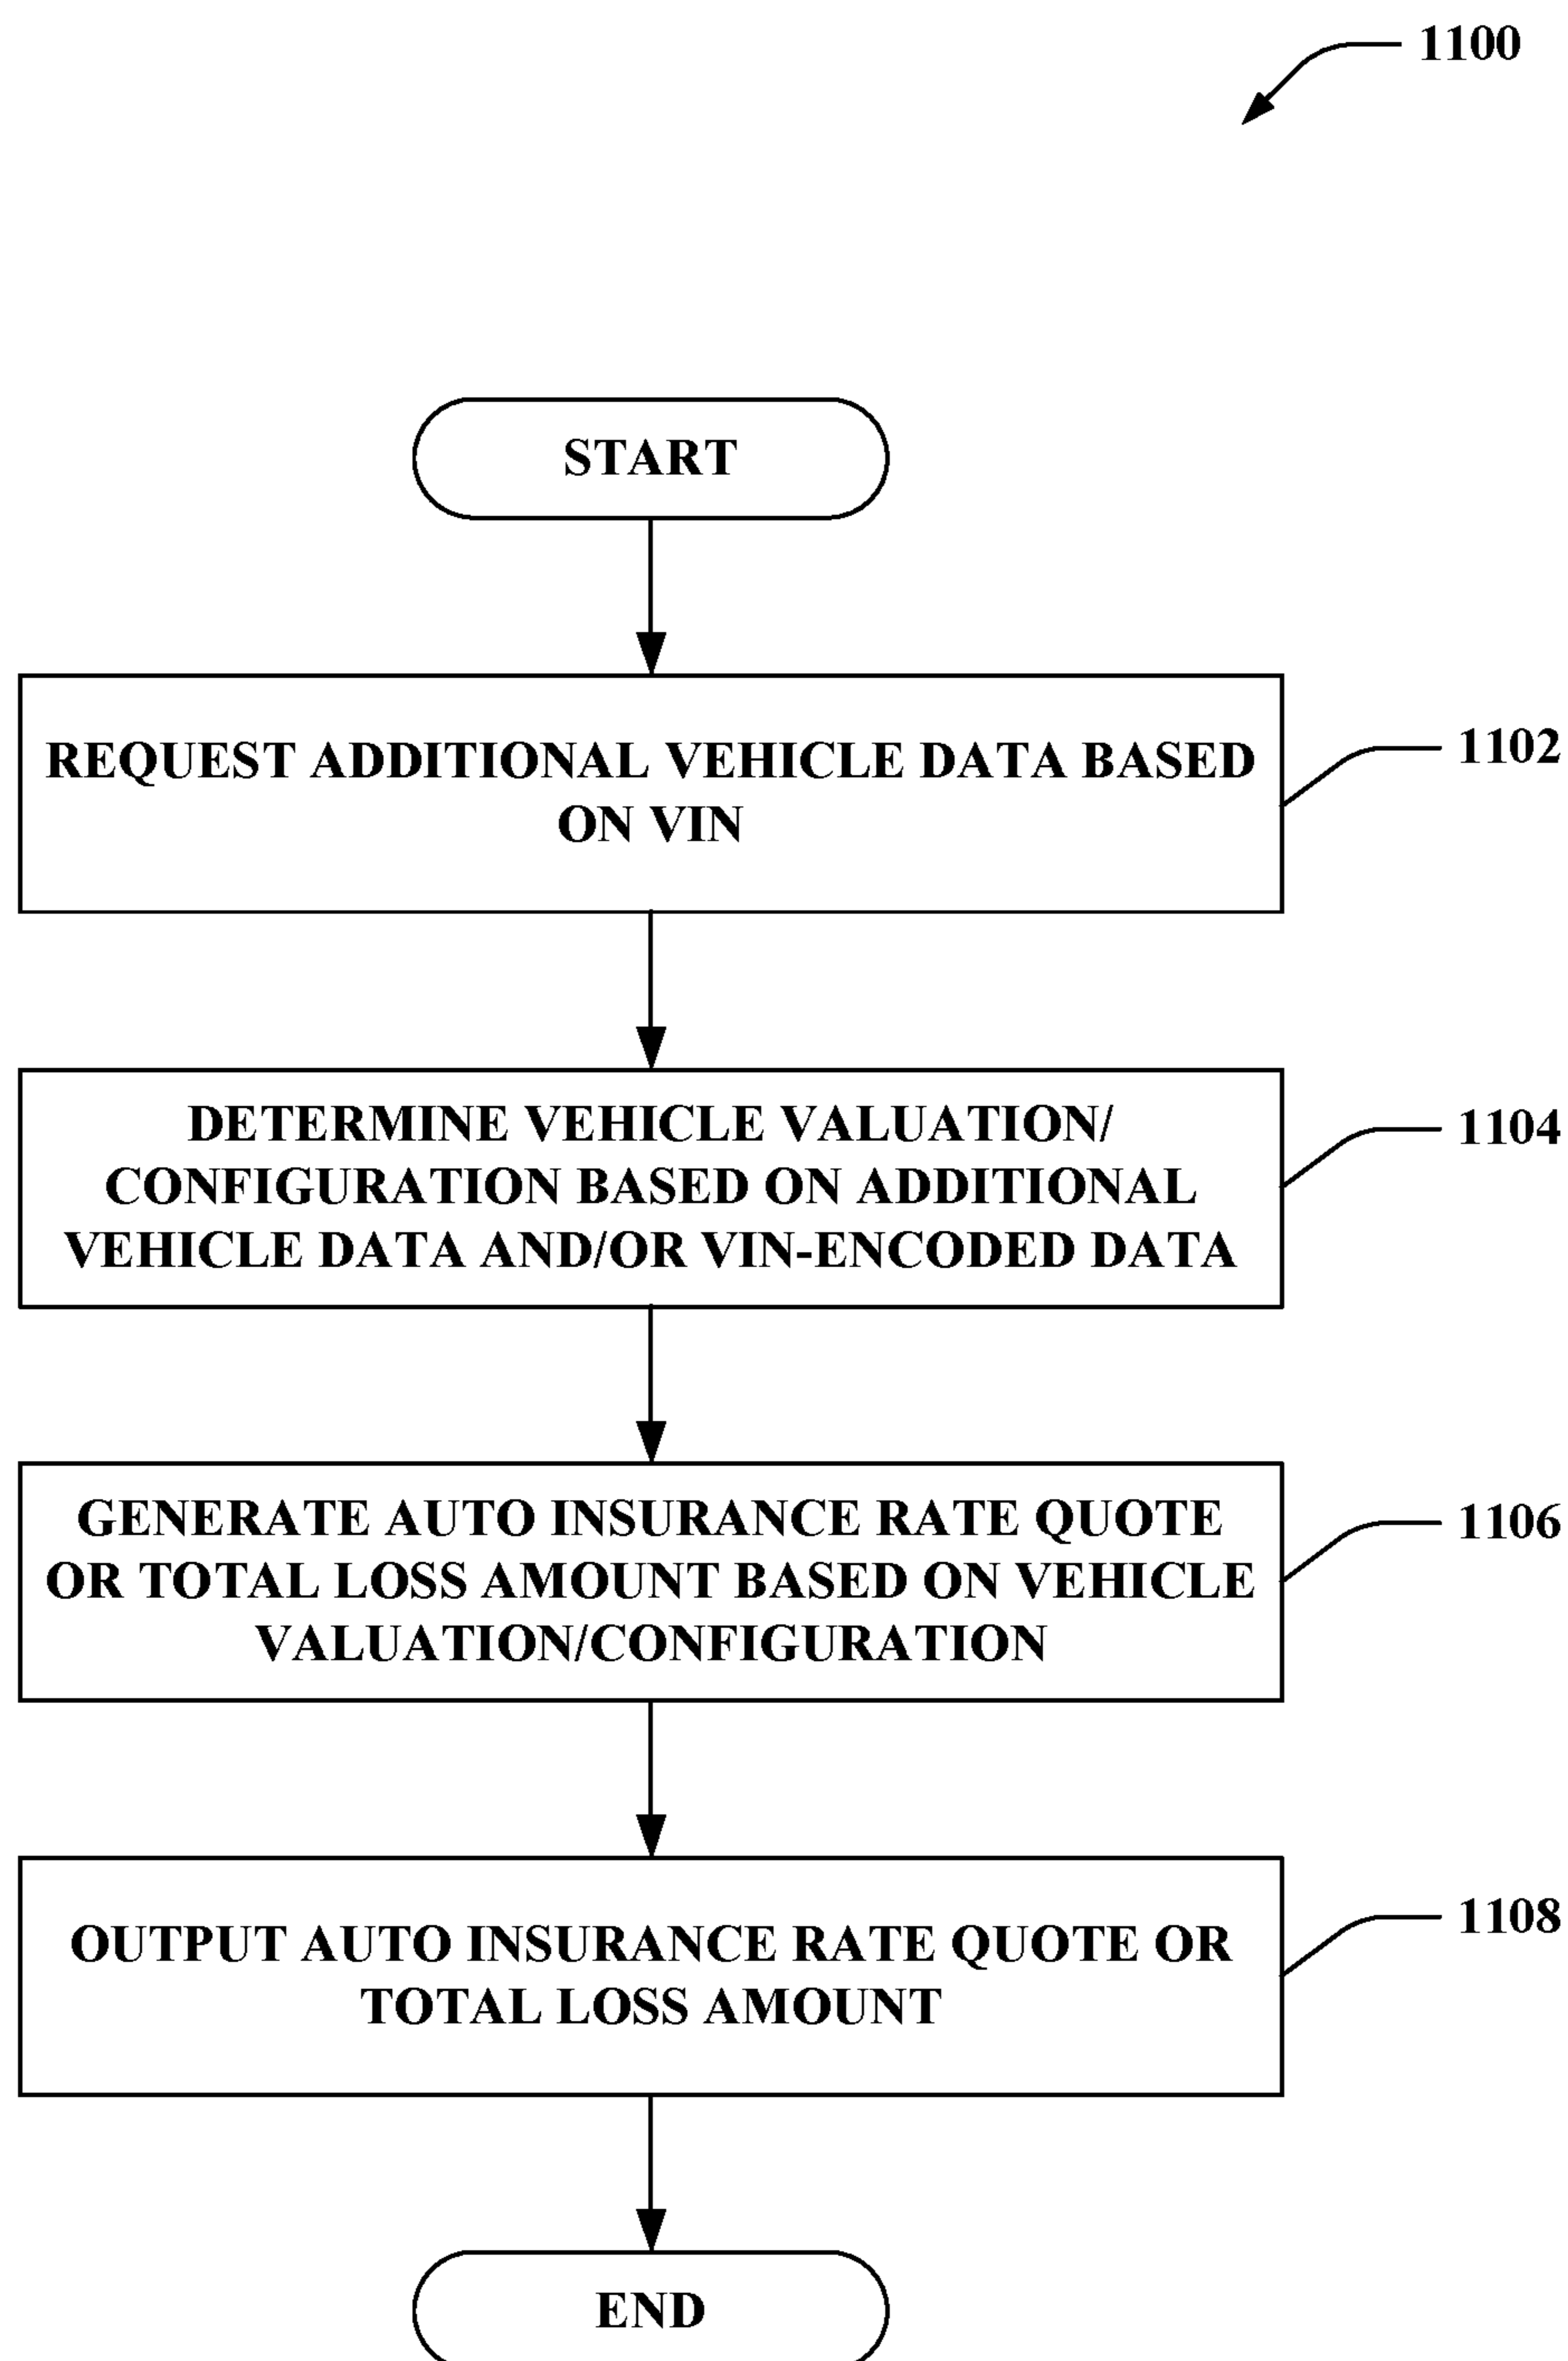 1100
START
REQUEST ADDITIONAL VEHICLE DATA BASED
ON VIN
1102
DETERMINE VEHICLE VALUATION/
CONFIGURATION BASED ON ADDITIONAL
VEHICLE DATA AND/OR VIN-ENCODED DATA
1104
GENERATE AUTO INSURANCE RATE QUOTE
OR TOTAL LOSS AMOUNT BASED ON VEHICLE
VALUATION/CONFIGURATION
1106
OUTPUT AUTO INSURANCE RATE QUOTE OR
TOTAL LOSS AMOUNT
1108
END